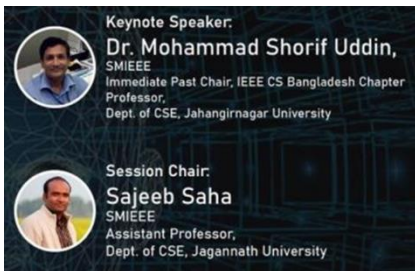 Keynote Speaker:
Dr. Mohammad Shorif Uddin,
SMIEEE
Immediate Past Chair, IEEE CS Bangladesh Chapter
Professor,
Dept. of CSE, Jahangirnagar University
Session Chair:
Sajeeb Saha
SMIEEE
Assistant Professor,
Dept. of CSE, Jagannath University